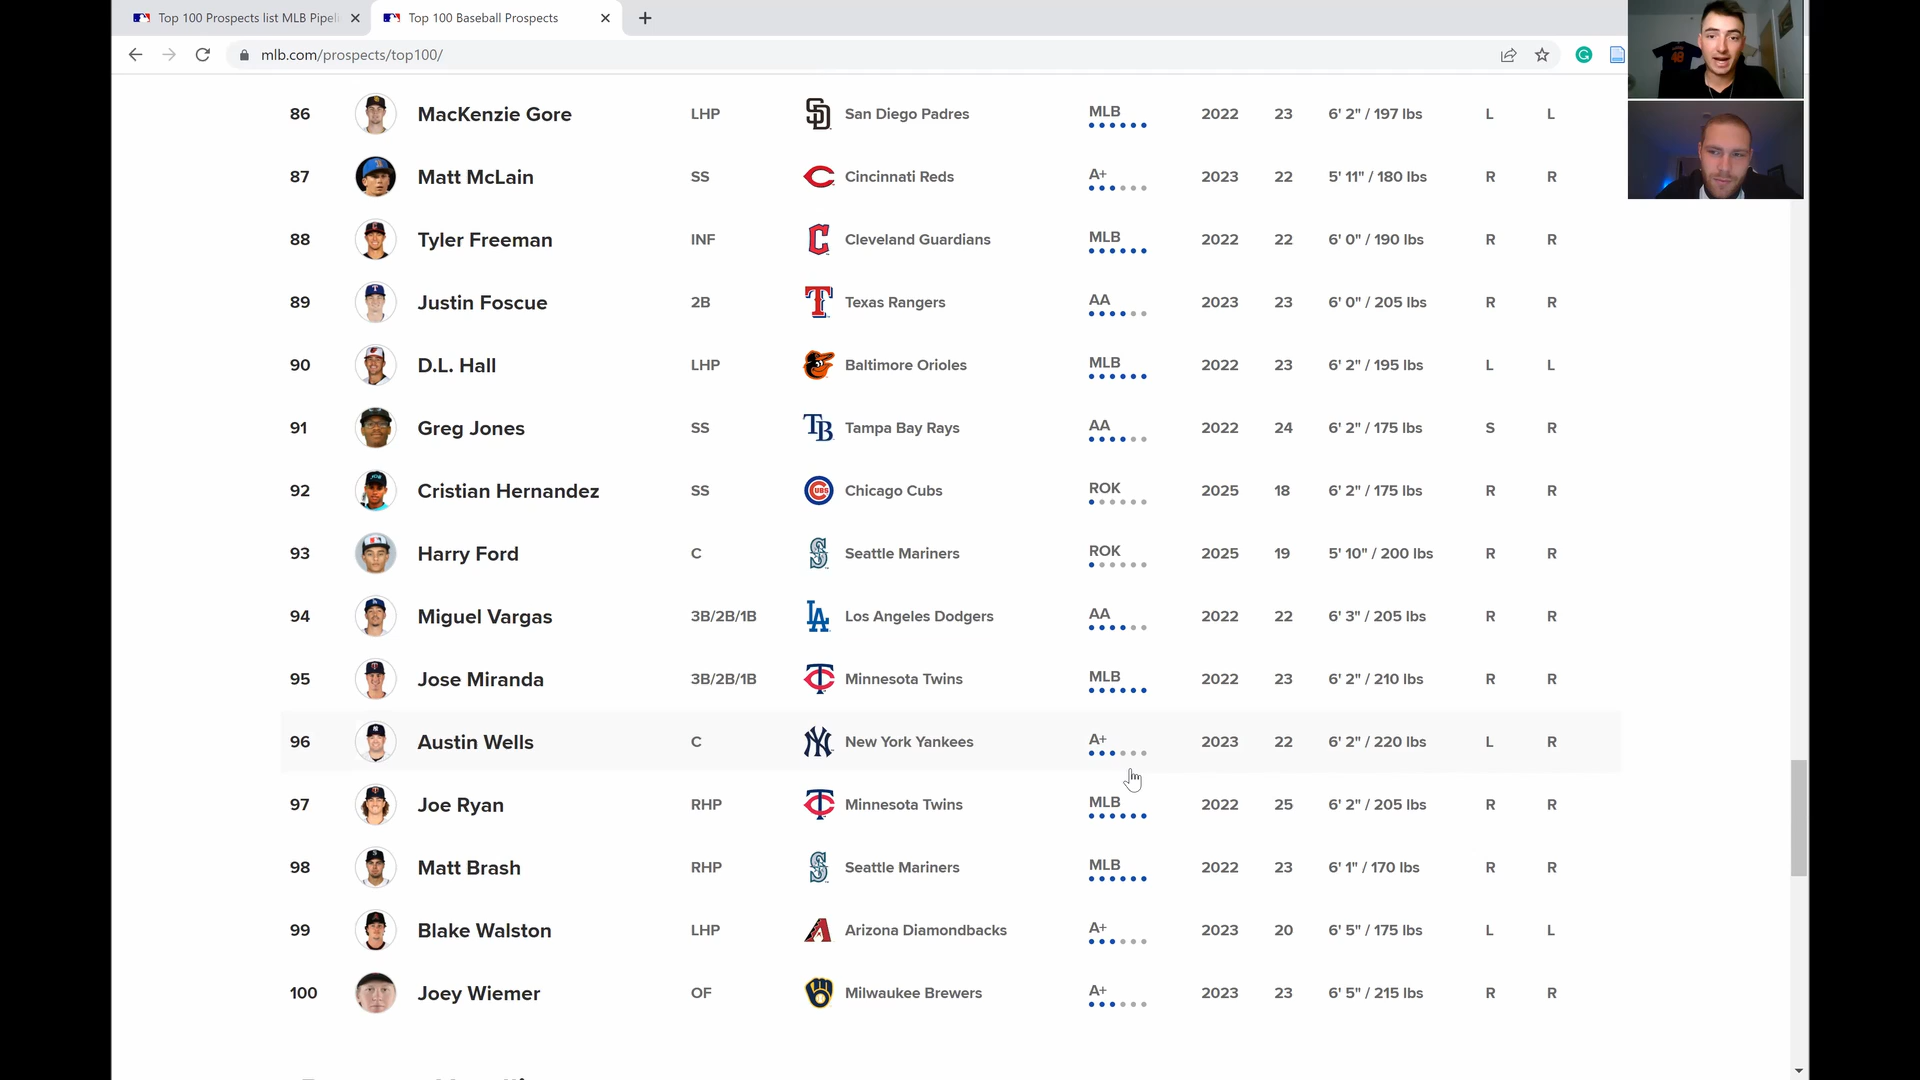 Top 100 Prospects list MLB Pipeli
Top 100 Baseball Prospects
mlb.com/prospects/top100/
86 MacKenzie Gore LHP San Diego Padres MLB 2022 23 6' 2" / 197 lbs L L
87 Matt McLain SS Cincinnati Reds A+ 2023 22 5' 11" / 180 lbs R R
88 Tyler Freeman INF Cleveland Guardians MLB 2022 22 6' 0" / 190 lbs R R
89 Justin Foscue 2B Texas Rangers AA 2023 23 6' 0" / 205 lbs R R
90 D.L. Hall LHP Baltimore Orioles MLB 2022 23 6' 2" / 195 lbs L L
91 Greg Jones SS TB Tampa Bay Rays AA 2022 24 6' 2" / 175 lbs S R
92 Cristian Hernandez SS CUBS Chicago Cubs ROK 2025 18 6' 2" / 175 lbs R R
93 Harry Ford C Seattle Mariners ROK 2025 19 5' 10" / 200 lbs R R
94 Miguel Vargas 3B/2B/1B LA Los Angeles Dodgers AA 2022 22 6' 3" / 205 lbs R R
95 Jose Miranda 3B/2B/1B Minnesota Twins MLB 2022 23 6' 2" / 210 lbs R R
96 Austin Wells C New York Yankees A+ 2023 22 6' 2" / 220 lbs L R
97 Joe Ryan RHP Minnesota Twins MLB 2022 25 6' 2" / 205 lbs R R
98 Matt Brash RHP Seattle Mariners MLB 2022 23 6' 1" / 170 lbs R R
99 Blake Walston LHP Arizona Diamondbacks A+ 2023 20 6' 5" / 175 lbs L L
100 Joey Wiemer OF Milwaukee Brewers A+ 2023 23 6' 5" / 215 lbs R R